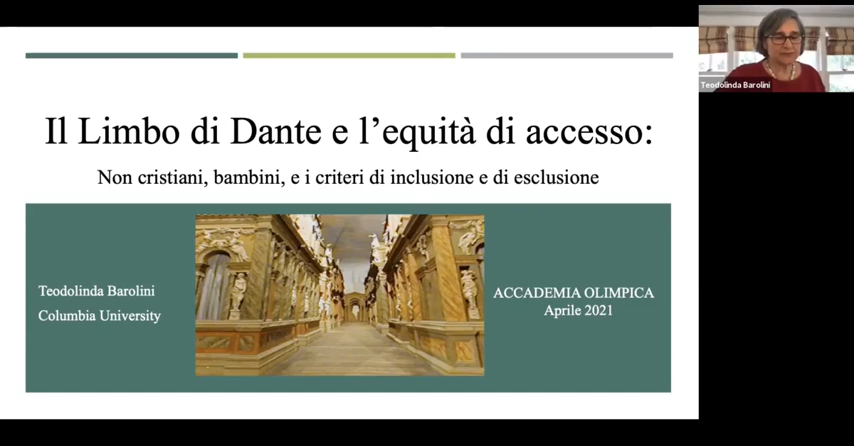 Il Limbo di Dante e l’equità di accesso:
Non cristiani, bambini, e i criteri di inclusione e di esclusione
Teodolinda Barolini
Columbia University
ACCADEMIA OLIMPICA
Aprile 2021
Teodolinda Barolini